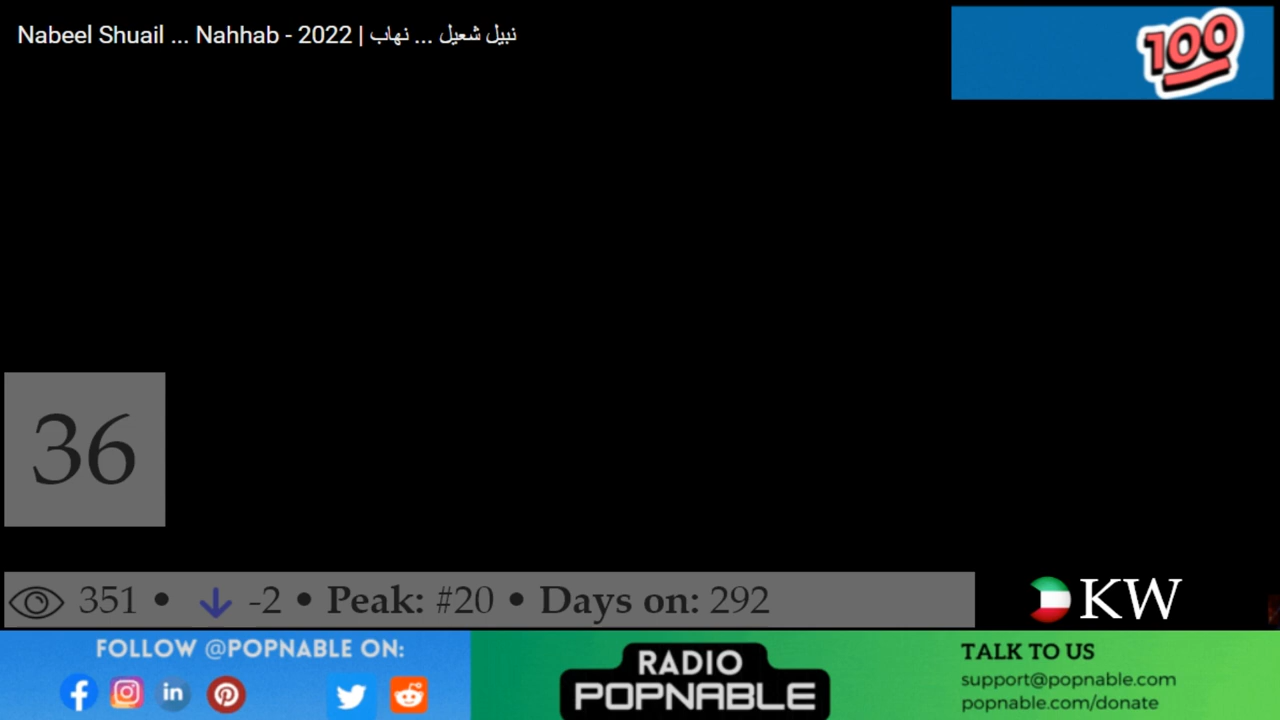 Nabeel Shuail ... Nahhab - 2022 | نبيل شعيل ... نهاب
100
36
351 • -2 • Peak: #20 • Days on: 292
KW
FOLLOW @POPNABLE ON:
RADIO
POPNABLE
TALK TO US
support@popnable.com
popnable.com/donate